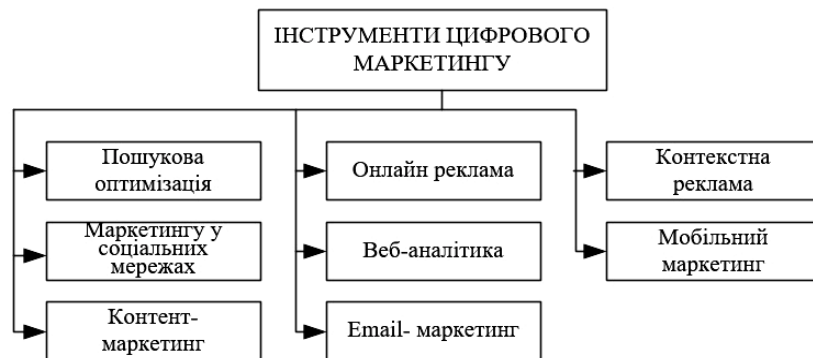 ІНСТРУМЕНТИ ЦИФРОВОГО
МАРКЕТИНГУ
Пошукова
оптимізація
Маркетингу у
соціальних
мережах
Контент-
маркетинг
Онлайн реклама
Веб-аналітика
Email- маркетинг
Контекстна
реклама
Мобільний
маркетинг